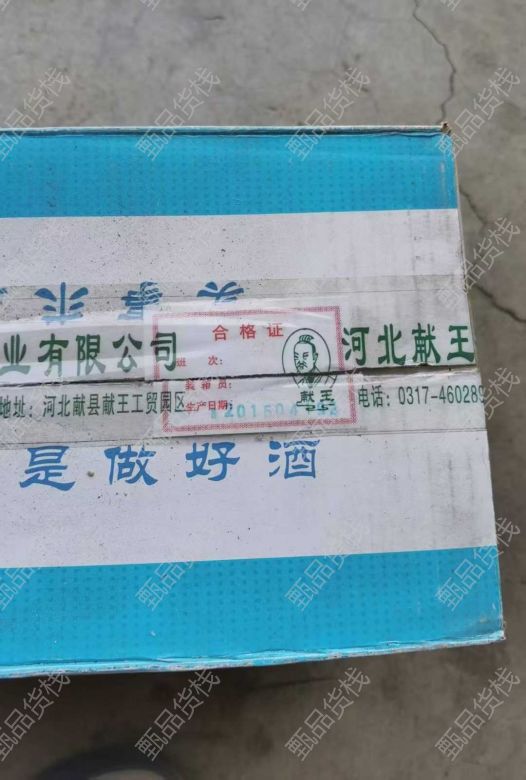 业有限公司
合格证
班次:
装箱员:
生产日期:
献王
河北献王
地址: 河北献县献王工贸园区
电话: 0317-460289
是做好酒
甄品货栈